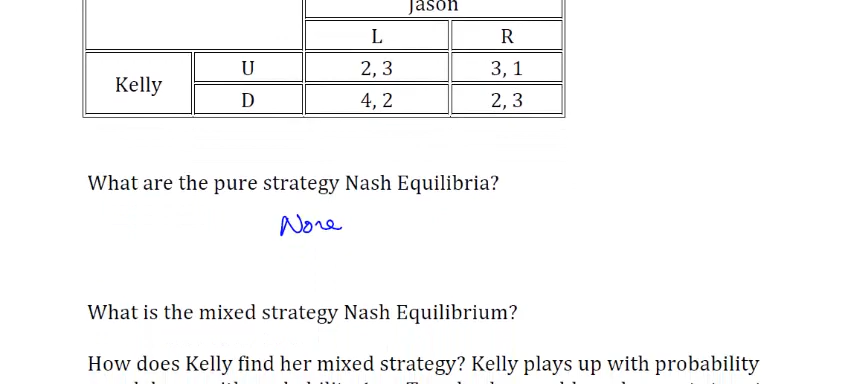 Jason
L R
U 2, 3 3, 1
Kelly
D 4, 2 2, 3
What are the pure strategy Nash Equilibria?
None
What is the mixed strategy Nash Equilibrium?
How does Kelly find her mixed strategy? Kelly plays up with probability